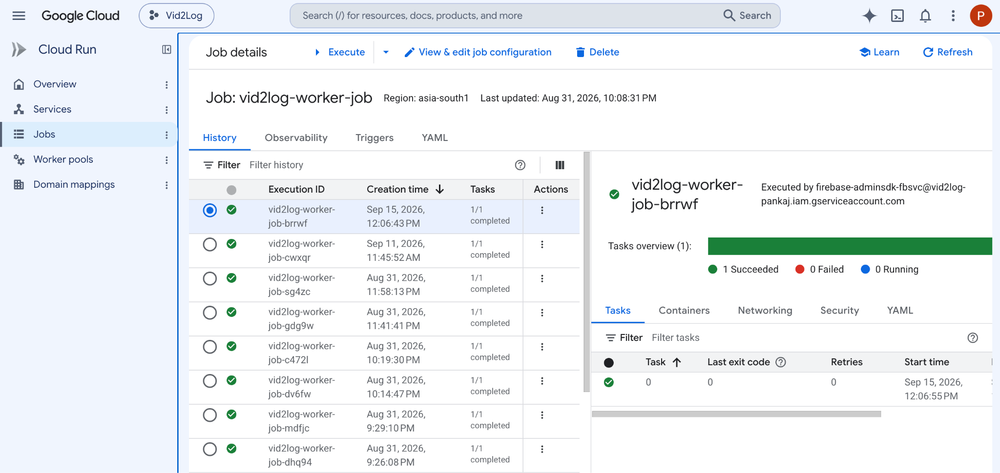 Google Cloud
Vid2Log
Search (/) for resources, docs, products, and more
Search
P
Cloud Run
Overview
Services
Jobs
Worker pools
Domain mappings
Job details
Execute
View & edit job configuration
Delete
Learn
Refresh
Job: vid2log-worker-job
Region: asia-south1
Last updated: Aug 31, 2026, 10:08:31 PM
History
Observability
Triggers
YAML
Filter
Filter history
Execution ID
Creation time
Tasks
Actions
vid2log-worker-
job-brrwf
Sep 15, 2026,
12:06:43 PM
1/1
completed
vid2log-worker-
job-cwxqr
Sep 11, 2026,
11:45:52 AM
1/1
completed
vid2log-worker-
job-sg4zc
Aug 31, 2026,
11:58:13 PM
1/1
completed
vid2log-worker-
job-gdg9w
Aug 31, 2026,
11:41:41 PM
1/1
completed
vid2log-worker-
job-c472l
Aug 31, 2026,
10:19:30 PM
1/1
completed
vid2log-worker-
job-dv6fw
Aug 31, 2026,
10:14:47 PM
1/1
completed
vid2log-worker-
job-mdfjc
Aug 31, 2026,
9:29:10 PM
1/1
completed
vid2log-worker-
job-dhq94
Aug 31, 2026,
9:26:08 PM
1/1
completed
vid2log-worker-
job-brrwf
Executed by firebase-adminsdk-fbsvc@vid2log-
pankaj.iam.gserviceaccount.com
Tasks overview (1):
1 Succeeded
0 Failed
0 Running
Tasks
Containers
Networking
Security
YAML
Filter
Filter tasks
Task
Last exit code
Retries
Start time
0
0
0
Sep 15, 2026,
12:06:55 PM